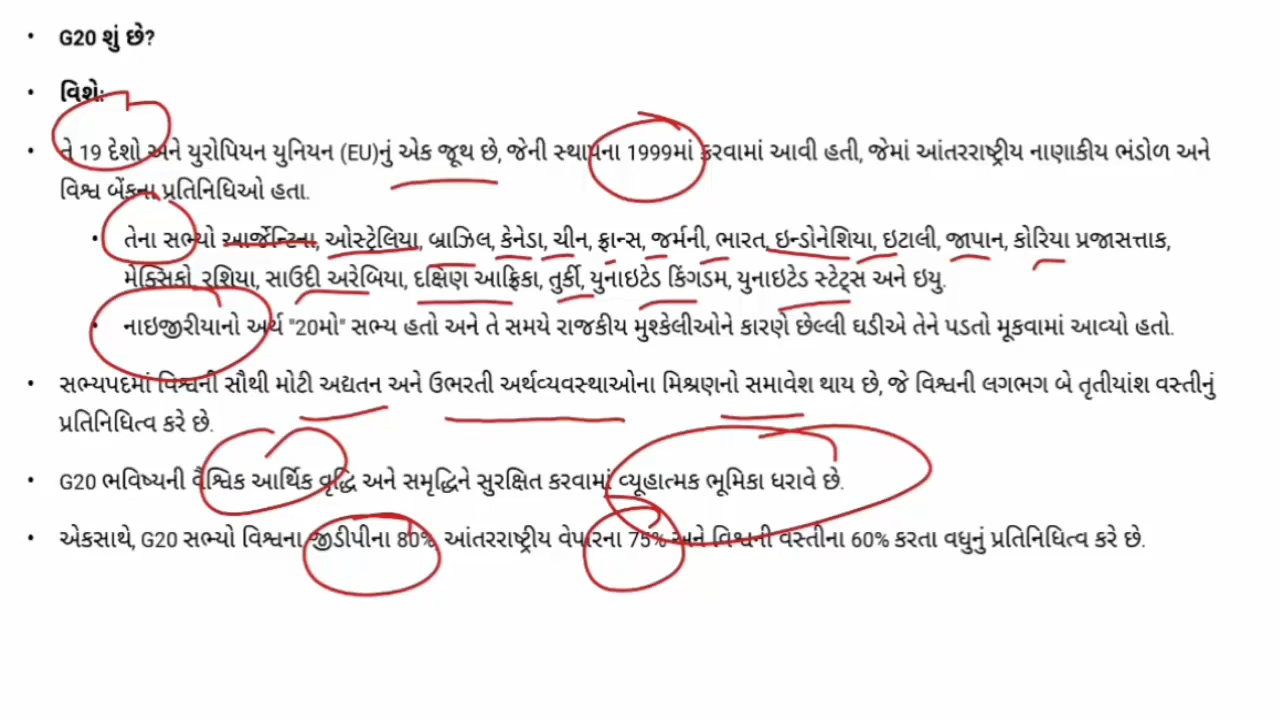 • G20 શું છે?
• વિશે:
• તે 19 દેશો અને યુરોપિયન યુનિયન (EU)નું એક જૂથ છે, જેની સ્થાપના 1999માં કરવામાં આવી હતી, જેમાં આંતરરાષ્ટ્રીય નાણાકીય ભંડોળ અને
વિશ્વ બેંકના પ્રતિનિધિઓ હતા.
• તેના સભ્યો આર્જેન્ટિના, ઓસ્ટ્રેલિયા, બ્રાઝિલ, કેનેડા, ચીન, ફ્રાન્સ, જર્મની, ભારત, ઇન્ડોનેશિયા, ઇટાલી, જાપાન, કોરિયા પ્રજાસત્તાક,
મેક્સિકો રશિયા, સાઉદી અરેબિયા, દક્ષિણ આફ્રિકા, તુર્કી, યુનાઇટેડ કિંગડમ, યુનાઇટેડ સ્ટેટ્સ અને ઇયુ.
• નાઇજીરીયાનો અર્થ "20મો" સભ્ય હતો અને તે સમયે રાજકીય મુશ્કેલીઓને કારણે છેલ્લી ઘડીએ તેને પડતો મૂકવામાં આવ્યો હતો.
• સભ્યપદમાં વિશ્વની સૌથી મોટી અદ્યતન અને ઉભરતી અર્થવ્યવસ્થાઓના મિશ્રણનો સમાવેશ થાય છે, જે વિશ્વની લગભગ બે તૃતીયાંશ વસ્તીનું
પ્રતિનિધિત્વ કરે છે.
• G20 ભવિષ્યની વૈશ્વિક આર્થિક વૃદ્ધિ અને સમૃદ્ધિને સુરક્ષિત કરવામાં વ્યૂહાત્મક ભૂમિકા ધરાવે છે.
• એકસાથે, G20 સભ્યો વિશ્વના જીડીપીના 80%, આંતરરાષ્ટ્રીય વેપારના 75% અને વિશ્વની વસ્તીના 60% કરતા વધુનું પ્રતિનિધિત્વ કરે છે.